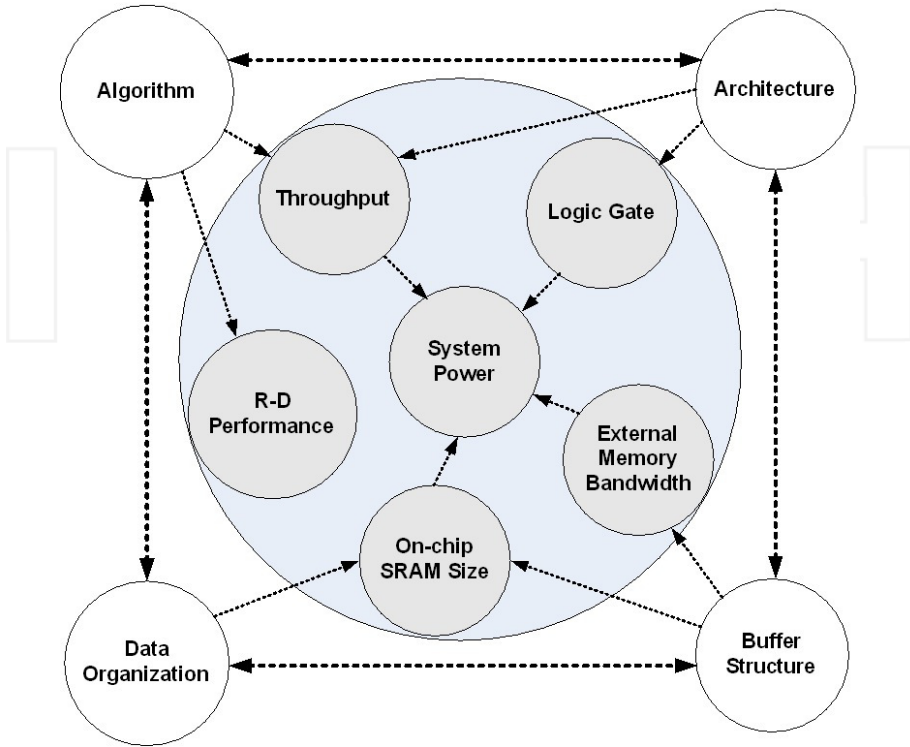 Algorithm
Architecture
Throughput
Logic Gate
System
Power
R-D
Performance
External
Memory
Bandwidth
On-chip
SRAM Size
Data
Organization
Buffer
Structure